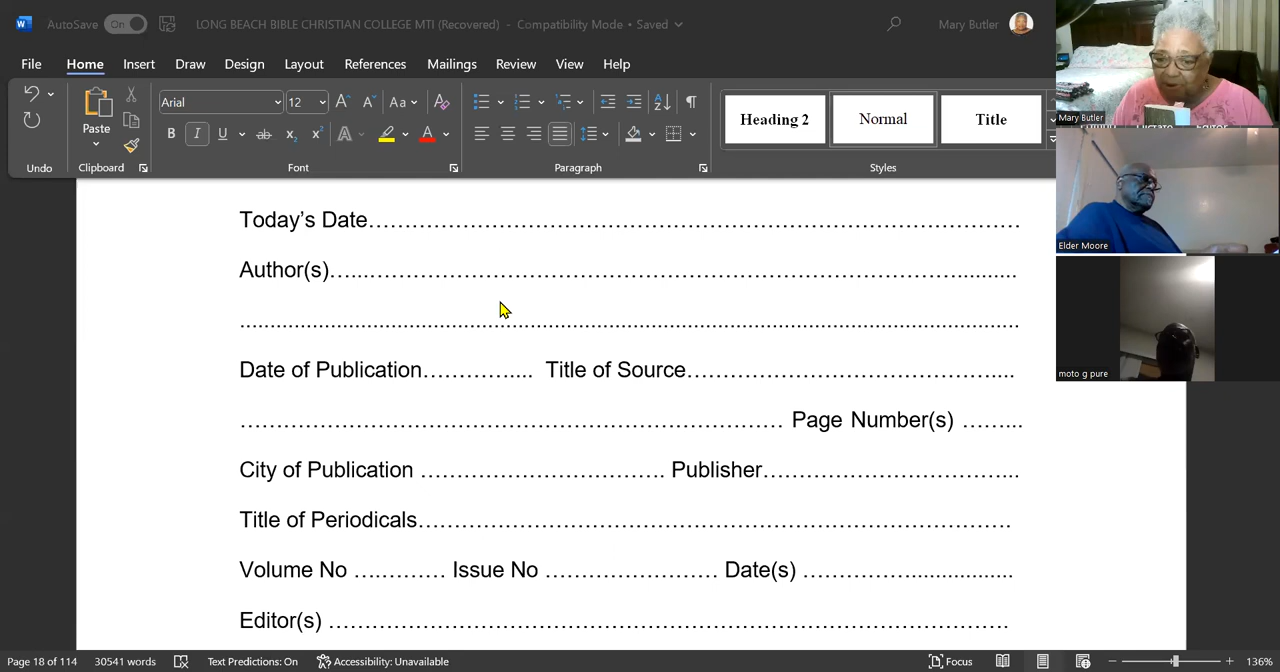 AutoSave On LONG BEACH BIBLE CHRISTIAN COLLEGE MTI (Recovered) - Compatibility Mode • Saved Mary Butler
File Home Insert Draw Design Layout References Mailings Review View Help
Arial 12 Aa
Paste
Heading 2 Normal Title
Undo Clipboard Font Paragraph Styles
Mary Butler
Elder Moore
moto g pure
Today's Date……………………………………………………………………………
Author(s)…………………………………………………………………………..........
...............................................................................................................................
Date of Publication………….... Title of Source…………………………………....
……………………………………………………………… Page Number(s) ……...
City of Publication …………………………. Publisher…………………………...
Title of Periodicals…………………………………………………………………….
Volume No ………… Issue No …………………. Date(s) …………..................
Editor(s) ……………………………………………………………………………….
Page 18 of 114 30541 words Text Predictions: On Accessibility: Unavailable Focus 136%